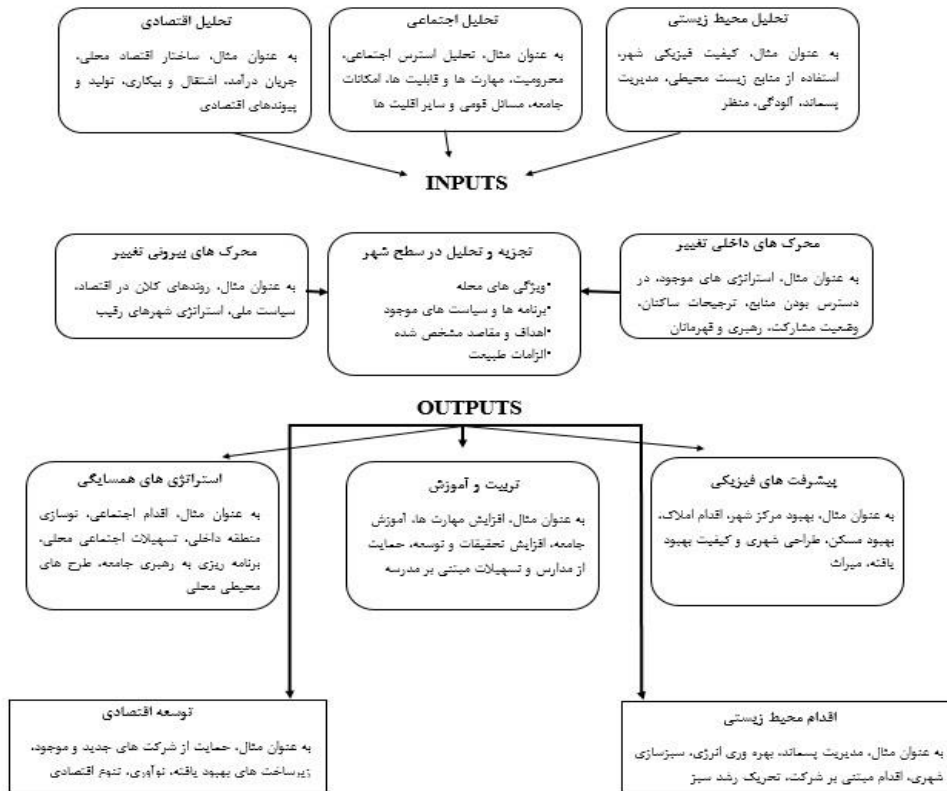 تحلیل محیط زیستی
به عنوان مثال، کیفیت فیزیکی شهر،
استفاده از منابع زیست محیطی، مدیریت
پسماند، آلودگی، منظر
تحلیل اجتماعی
به عنوان مثال، تحلیل استرس اجتماعی،
محرومیت، مهارت ها و قابلیت ها، امکانات
جامعه، مسائل قومی و سایر اقلیت ها
تحلیل اقتصادی
به عنوان مثال، ساختار اقتصاد محلی،
جریان درآمد، اشتقال و بیکاری، تولید و
پیوندهای اقتصادی
INPUTS
محرک های داخلی تغییر
به عنوان مثال، استراتژی های موجود، در
دسترس بودن منابع، ترجیحات ساکنان،
وضعیت مشارکت، رهبری و قهرمانان
تجزیه و تحلیل در سطح شهر
•ویژگی های محله
•برنامه ها و سیاست های موجود
•اهداف و مقاصد مشخص شده
•الزامات طبیعت
محرک های بیرونی تغییر
به عنوان مثال، روندهای کلان در اقتصاد،
سیاست ملی، استراتژی شهرهای رقیب
OUTPUTS
پیشرفت های فیزیکی
به عنوان مثال، بهبود مرکز شهر، اقدام املاک،
بهبود مسکن، طراحی شهری و کیفیت بهبود
یافته، میراث
تربیت و آموزش
به عنوان مثال، افزایش مهارت ها، آموزش
جامعه، افزایش تحقیقات و توسعه، حمایت
از مدارس و تسهیلات مبتنی بر مدرسه
استراتژی های همسایگی
به عنوان مثال، اقدام اجتماعی، نوسازی
منطقه داخلی، تسهیلات اجتماعی محلی،
برنامه ریزی به رهبری جامعه، طرح های
محیطی محلی
اقدام محیط زیستی
به عنوان مثال، مدیریت پسماند، بهره وری انرژی، سبزسازی
شهری، اقدام مبتنی بر شرکت، تحریک رشد سبز
توسعه اقتصادی
به عنوان مثال، حمایت از شرکت های جدید و موجود،
زیرساخت های بهبود یافته، نوآوری، تنوع اقتصادی